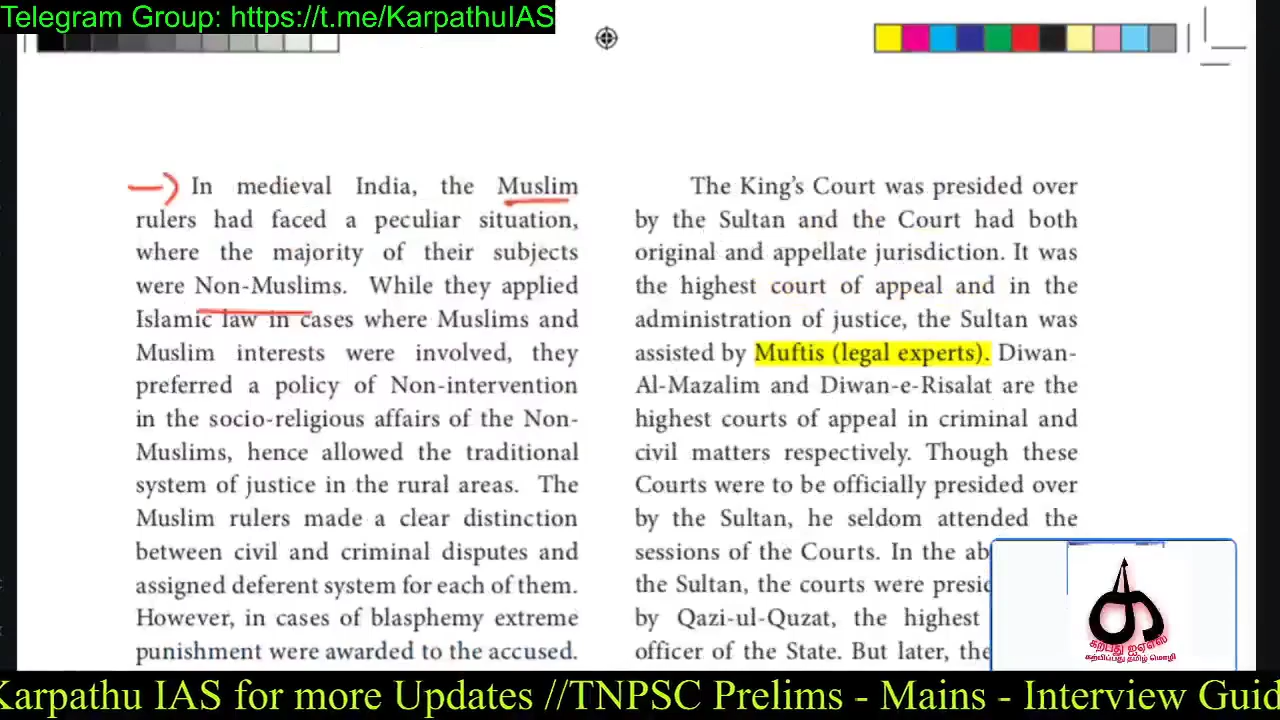 Telegram Group: https://t.me/KarpathuIAS
In medieval India, the Muslim
rulers had faced a peculiar situation,
where the majority of their subjects
were Non-Muslims. While they applied
Islamic law in cases where Muslims and
Muslim interests were involved, they
preferred a policy of Non-intervention
in the socio-religious affairs of the Non-
Muslims, hence allowed the traditional
system of justice in the rural areas. The
Muslim rulers made a clear distinction
between civil and criminal disputes and
assigned deferent system for each of them.
However, in cases of blasphemy extreme
punishment were awarded to the accused.
The King's Court was presided over
by the Sultan and the Court had both
original and appellate jurisdiction. It was
the highest court of appeal and in the
administration of justice, the Sultan was
assisted by Muftis (legal experts). Diwan-
Al-Mazalim and Diwan-e-Risalat are the
highest courts of appeal in criminal and
civil matters respectively. Though these
Courts were to be officially presided over
by the Sultan, he seldom attended the
sessions of the Courts. In the ab
the Sultan, the courts were presid
by Qazi-ul-Quzat, the highest
officer of the State. But later, the
கற்பது ஐஏஎஸ்
கற்பிப்பது தமிழ் மொழி
Karpathu IAS for more Updates //TNPSC Prelims - Mains - Interview Guid